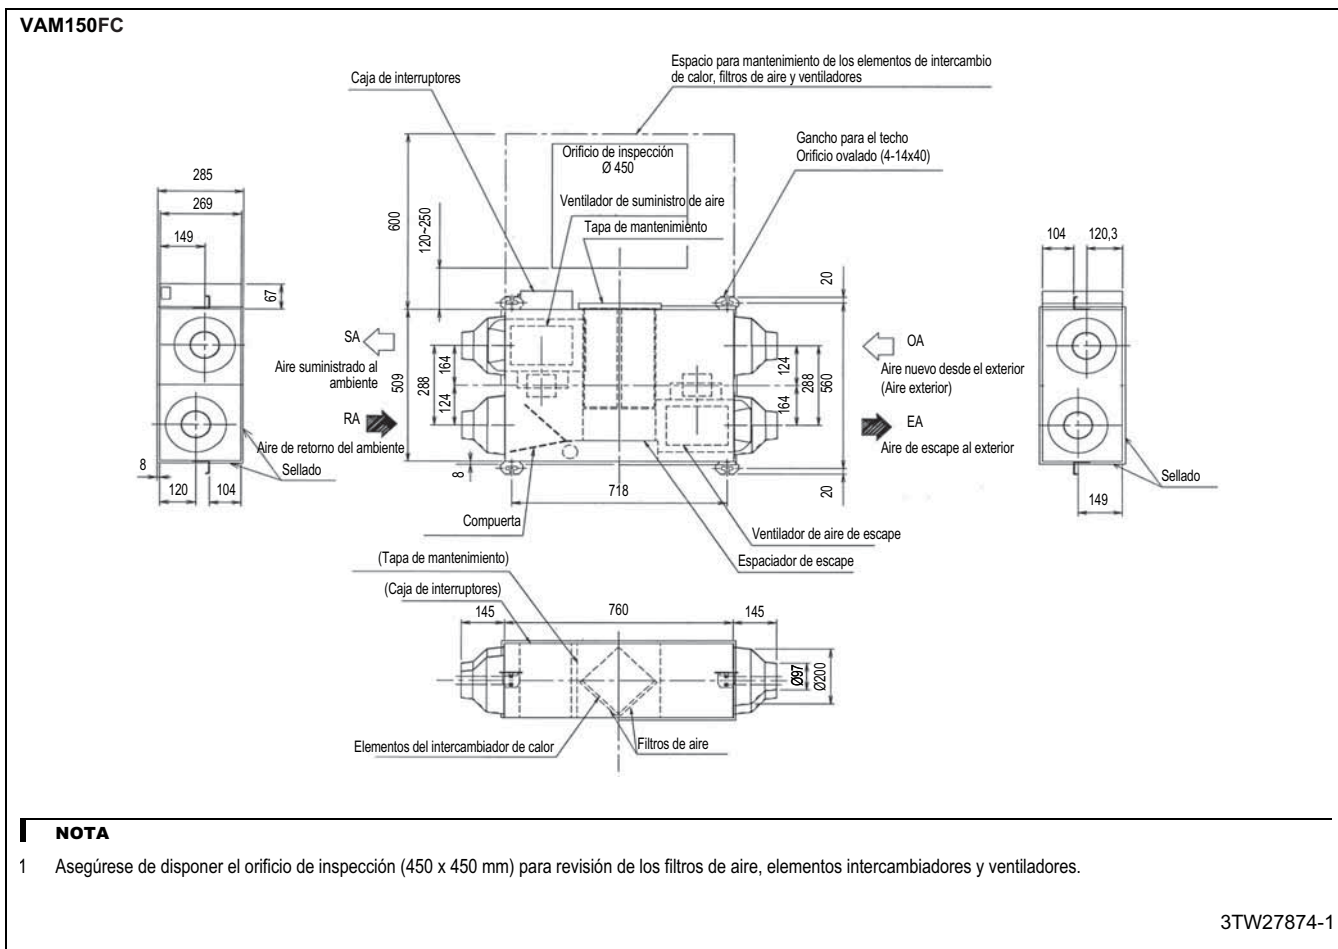 VAM150FC
Espacio para mantenimiento de los elementos de intercambio
de calor, filtros de aire y ventiladores
Caja de interruptores
Gancho para el techo
Orificio ovalado (4-14x40)
Orificio de inspección
Ø 450
Ventilador de suministro de aire
Tapa de mantenimiento
285
269
149
67
600
120~250
104
120,3
20
SA
Aire suministrado al
ambiente
RA
Aire de retorno del ambiente
509
288
164
124
OA
Aire nuevo desde el exterior
(Aire exterior)
EA
Aire de escape al exterior
124
164
288
560
8
120
104
Sellado
8
718
20
Sellado
149
Compuerta
Ventilador de aire de escape
Espaciador de escape
(Tapa de mantenimiento)
(Caja de interruptores)
145
760
145
Ø97
Ø200
Elementos del intercambiador de calor
Filtros de aire
NOTA
1 Asegúrese de disponer el orificio de inspección (450 x 450 mm) para revisión de los filtros de aire, elementos intercambiadores y ventiladores.
3TW27874-1